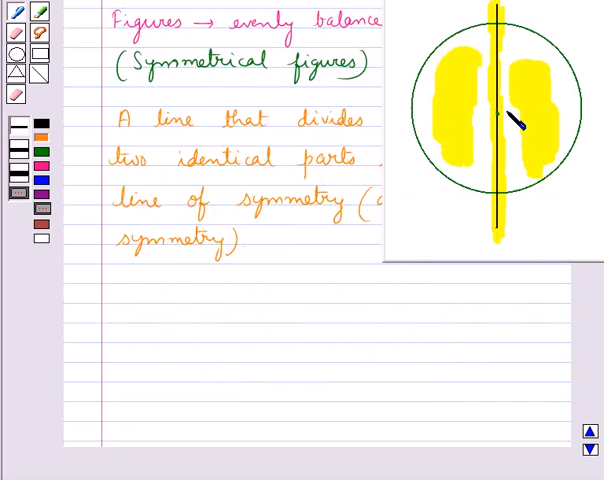 Figures → evenly balance
(Symmetrical figures)
A line that divides
two identical parts
line of symmetry (
symmetry).